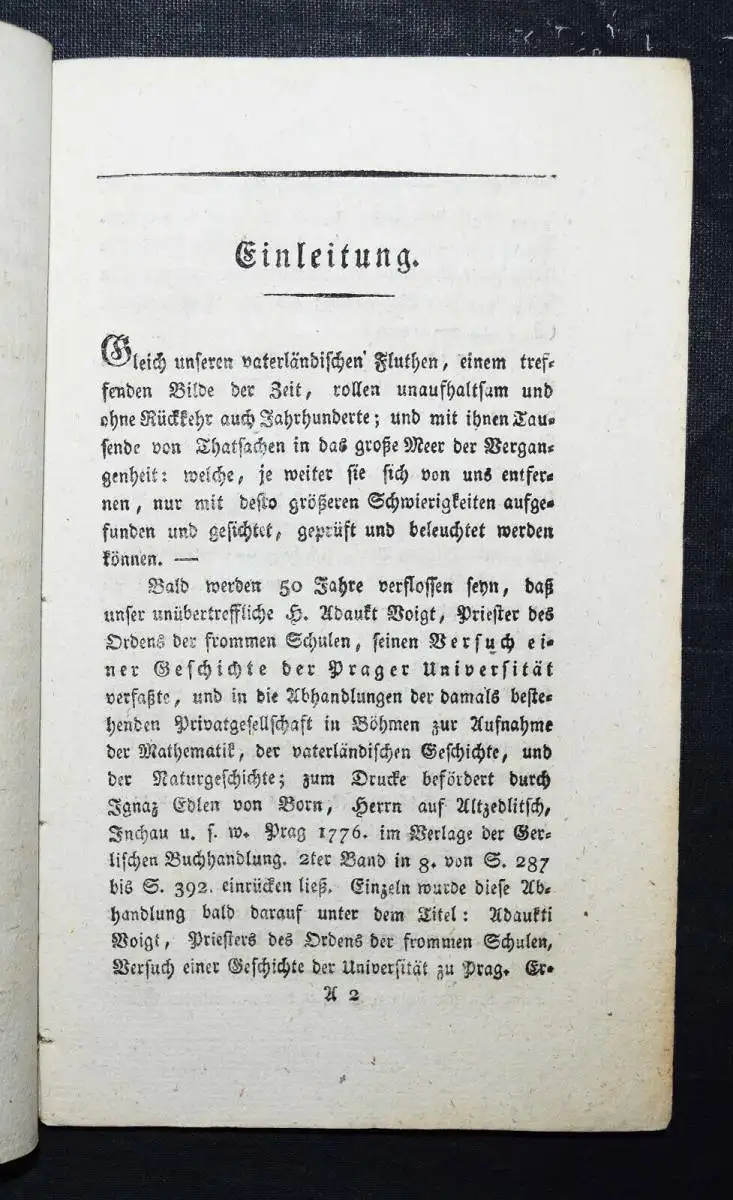 Einleitung.
Gleich unseren vaterländischen Fluthen, einem tref-
fenden Bilde der Zeit, rollen unaufhaltsam und
ohne Rückkehr auch Jahrhunderte; und mit ihnen Tau-
sende von Thatsachen in das große Meer der Vergan-
genheit: welche, je weiter sie sich von uns entfer-
nen, nur mit desto größeren Schwierigkeiten aufge-
funden und gesichtet, geprüft und beleuchtet werden
können. —
Bald werden 50 Jahre verflossen seyn, daß
unser unübertreffliche H. Adaukt Voigt, Priester des
Ordens der frommen Schulen, seinen Versuch ei-
ner Geschichte der Prager Universität
verfaßte, und in die Abhandlungen der damals beste-
henden Privatgesellschaft in Böhmen zur Aufnahme
der Mathematik, der vaterländischen Geschichte, und
der Naturgeschichte; zum Drucke befördert durch
Ignaz Edlen von Born, Herrn auf Altzedlitsch,
Inchau u. s. w. Prag 1776. im Verlage der Ger-
lischen Buchhandlung. 2ter Band in 8. von S. 287
bis S. 392. einrücken ließ. Einzeln wurde diese Ab-
handlung bald darauf unter dem Titel: Adaukti
Voigt, Priesters des Ordens der frommen Schulen,
Versuch einer Geschichte der Universität zu Prag. Er-
A 2